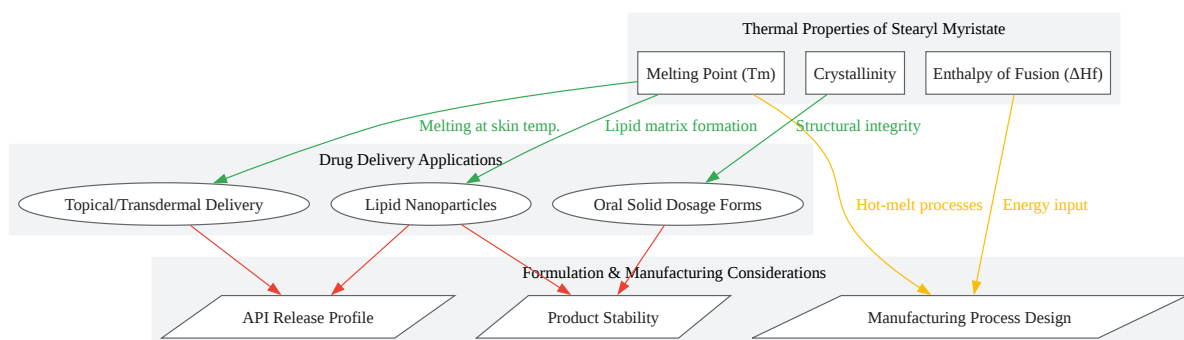 Thermal Properties of Stearyl Myristate
Melting Point (Tm)
Crystallinity
Enthalpy of Fusion (ΔHf)
Melting at skin temp.
Lipid matrix formation
Structural integrity
Drug Delivery Applications
Topical/Transdermal Delivery
Lipid Nanoparticles
Oral Solid Dosage Forms
Hot-melt processes
Energy input
Formulation & Manufacturing Considerations
API Release Profile
Product Stability
Manufacturing Process Design